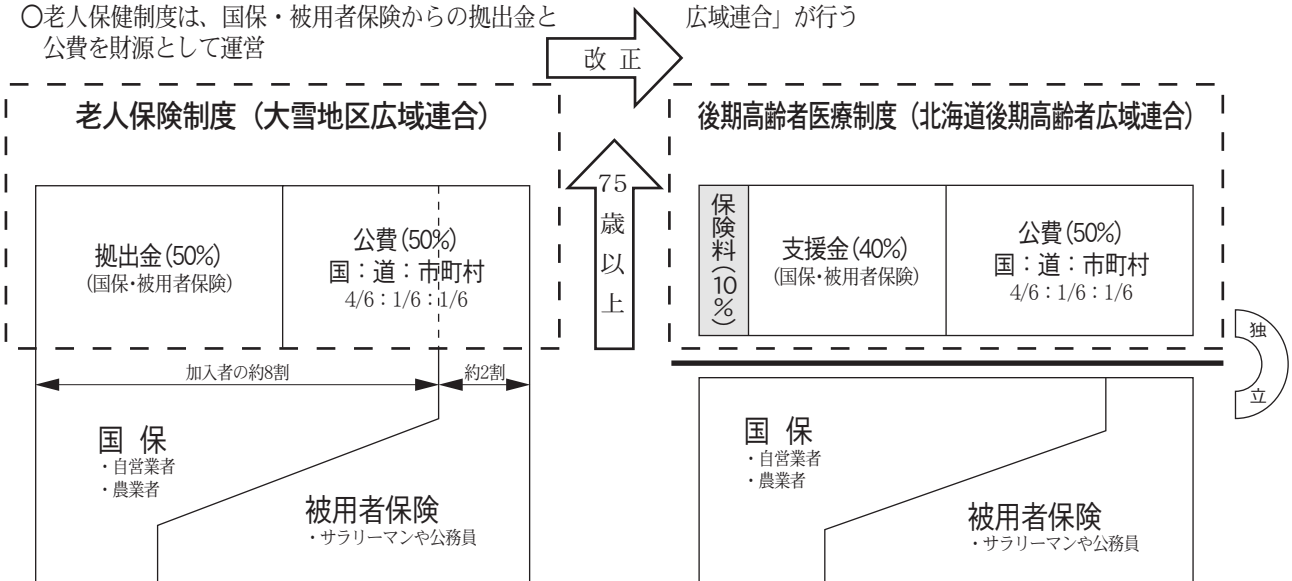 〇老人保健制度は、国保・被用者保険からの拠出金と
公費を財源として運営
改正
広域連合」が行う
老人保険制度（大雪地区広域連合）
拠出金(50%)
(国保・被用者保険)
公費(50%)
国：道：市町村
4/6：1/6：1/6
加入者の約8割
約2割
国 保
・自営業者
・農業者
被用者保険
・サラリーマンや公務員
75歳以上
後期高齢者医療制度（北海道後期高齢者広域連合）
保険料(10%)
支援金(40%)
(国保・被用者保険)
公費(50%)
国：道：市町村
4/6：1/6：1/6
独立
国 保
・自営業者
・農業者
被用者保険
・サラリーマンや公務員